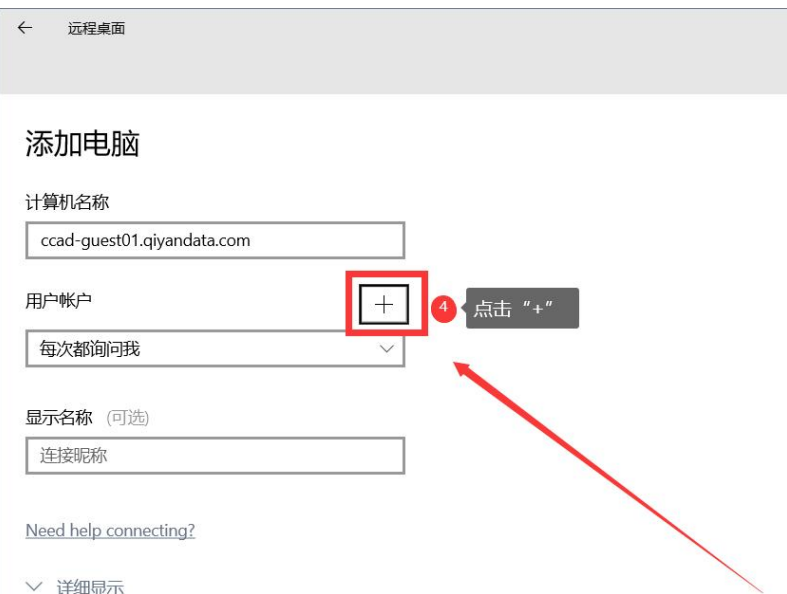 远程桌面
添加电脑
计算机名称
ccad-guest01.qiyandata.com
用户帐户
4 点击“+”
每次都询问我
显示名称 (可选)
连接昵称
Need help connecting?
详细显示